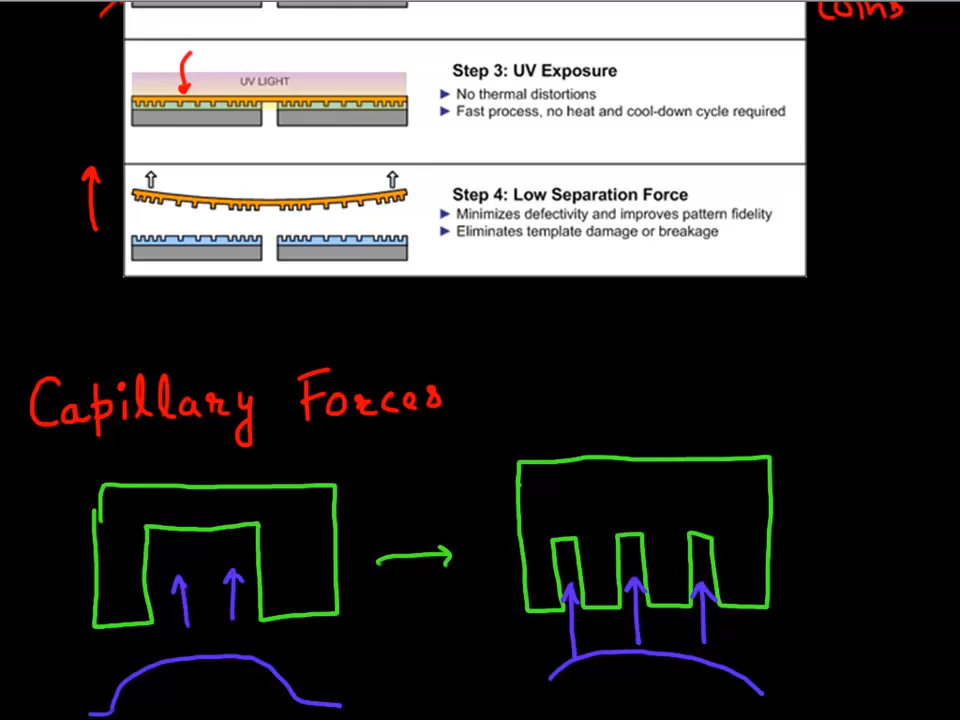 coins
Step 3: UV Exposure
UV LIGHT
► No thermal distortions
► Fast process, no heat and cool-down cycle required
Step 4: Low Separation Force
► Minimizes defectivity and improves pattern fidelity
► Eliminates template damage or breakage
Capillary Forces